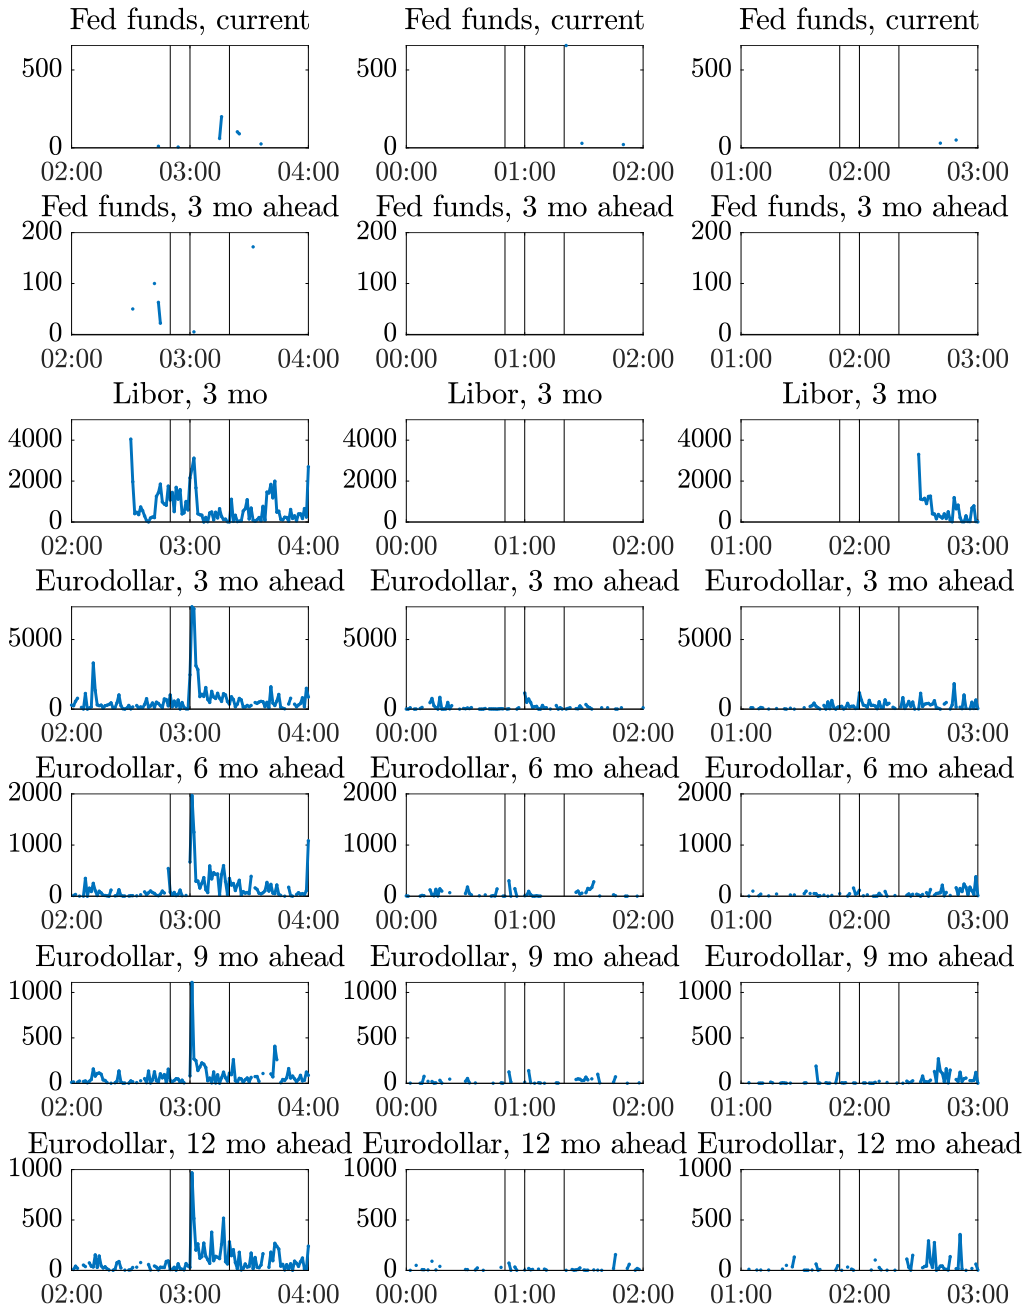 Fed funds, current Fed funds, current Fed funds, current
500 500 500
0 0 0
02:00 03:00 04:00 00:00 01:00 02:00 01:00 02:00 03:00
Fed funds, 3 mo ahead Fed funds, 3 mo ahead Fed funds, 3 mo ahead
200 200 200
100 100 100
0 0 0
02:00 03:00 04:00 00:00 01:00 02:00 01:00 02:00 03:00
Libor, 3 mo Libor, 3 mo Libor, 3 mo
4000 4000 4000
2000 2000 2000
0 0 0
02:00 03:00 04:00 00:00 01:00 02:00 01:00 02:00 03:00
Eurodollar, 3 mo ahead Eurodollar, 3 mo ahead Eurodollar, 3 mo ahead
5000 5000 5000
0 0 0
02:00 03:00 04:00 00:00 01:00 02:00 01:00 02:00 03:00
Eurodollar, 6 mo ahead Eurodollar, 6 mo ahead Eurodollar, 6 mo ahead
2000 2000 2000
1000 1000 1000
0 0 0
02:00 03:00 04:00 00:00 01:00 02:00 01:00 02:00 03:00
Eurodollar, 9 mo ahead Eurodollar, 9 mo ahead Eurodollar, 9 mo ahead
1000 1000 1000
500 500 500
0 0 0
02:00 03:00 04:00 00:00 01:00 02:00 01:00 02:00 03:00
Eurodollar, 12 mo ahead Eurodollar, 12 mo ahead Eurodollar, 12 mo ahead
1000 1000 1000
500 500 500
0 0 0
02:00 03:00 04:00 00:00 01:00 02:00 01:00 02:00 03:00